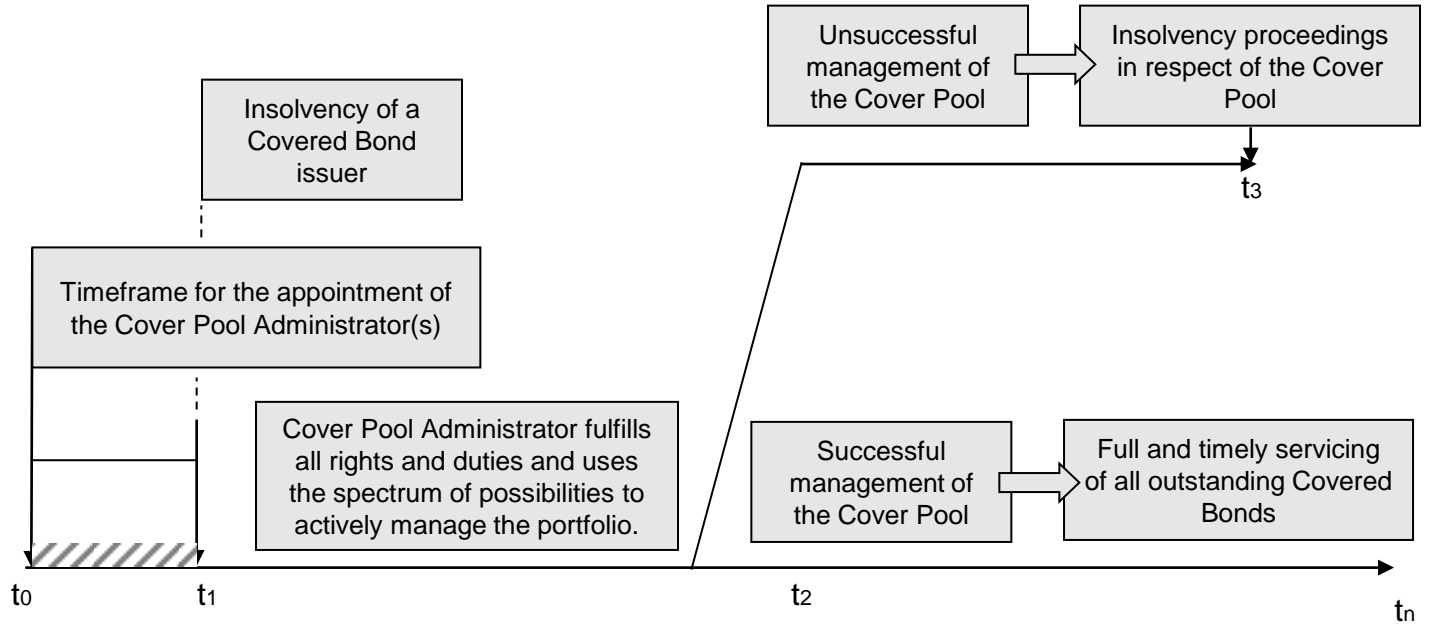 Unsuccessful
management of
the Cover Pool
Insolvency proceedings
in respect of the Cover
Pool
Insolvency of a
Covered Bond
issuer
t3
Timeframe for the appointment of
the Cover Pool Administrator(s)
Cover Pool Administrator fulfills
all rights and duties and uses
the spectrum of possibilities to
actively manage the portfolio.
Successful
management of
the Cover Pool
Full and timely servicing
of all outstanding Covered
Bonds
t0
t1
t2
tn